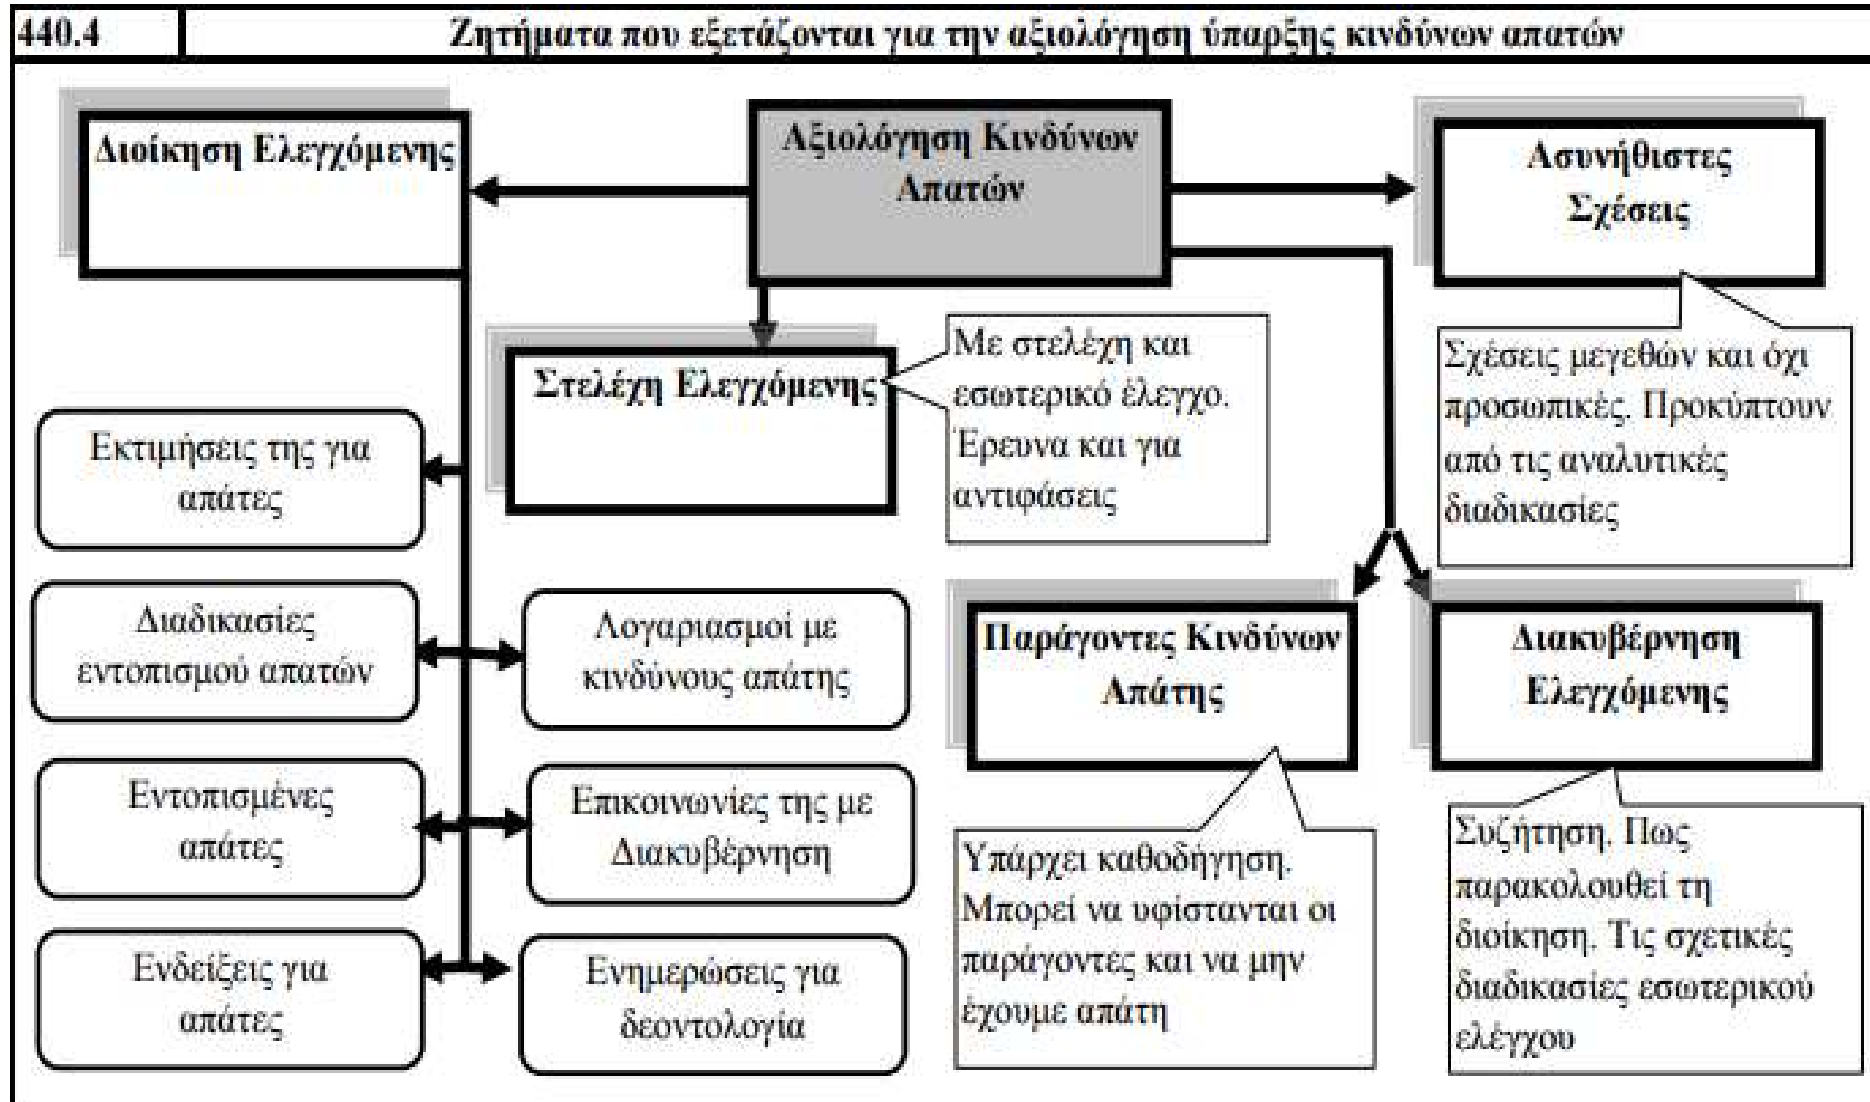 440.4
Ζητήματα που εξετάζονται για την αξιολόγηση ύπαρξης κινδύνων απατών
Διοίκηση Ελεγχόμενης
Αξιολόγηση Κινδύνων
Απατών
Ασυνήθιστες
Σχέσεις
Στελέχη Ελεγχόμενης
Με στελέχη και
εσωτερικό έλεγχο.
Έρευνα και για
αντιφάσεις
Σχέσεις μεγεθών και όχι
προσωπικές. Προκύπτουν
από τις αναλυτικές
διαδικασίες
Εκτιμήσεις της για
απάτες
Διαδικασίες
εντοπισμού απατών
Λογαριασμοί με
κινδύνους απάτης
Εντοπισμένες
απάτες
Επικοινωνίες της με
Διακυβέρνηση
Ενδείξεις για
απάτες
Ενημερώσεις για
δεοντολογία
Παράγοντες Κινδύνων
Απάτης
Διακυβέρνηση
Ελεγχόμενης
Υπάρχει καθοδήγηση.
Μπορεί να υφίστανται οι
παράγοντες και να μην
έχουμε απάτη
Συζήτηση. Πως
παρακολουθεί τη
διοίκηση. Τις σχετικές
διαδικασίες εσωτερικού
ελέγχου